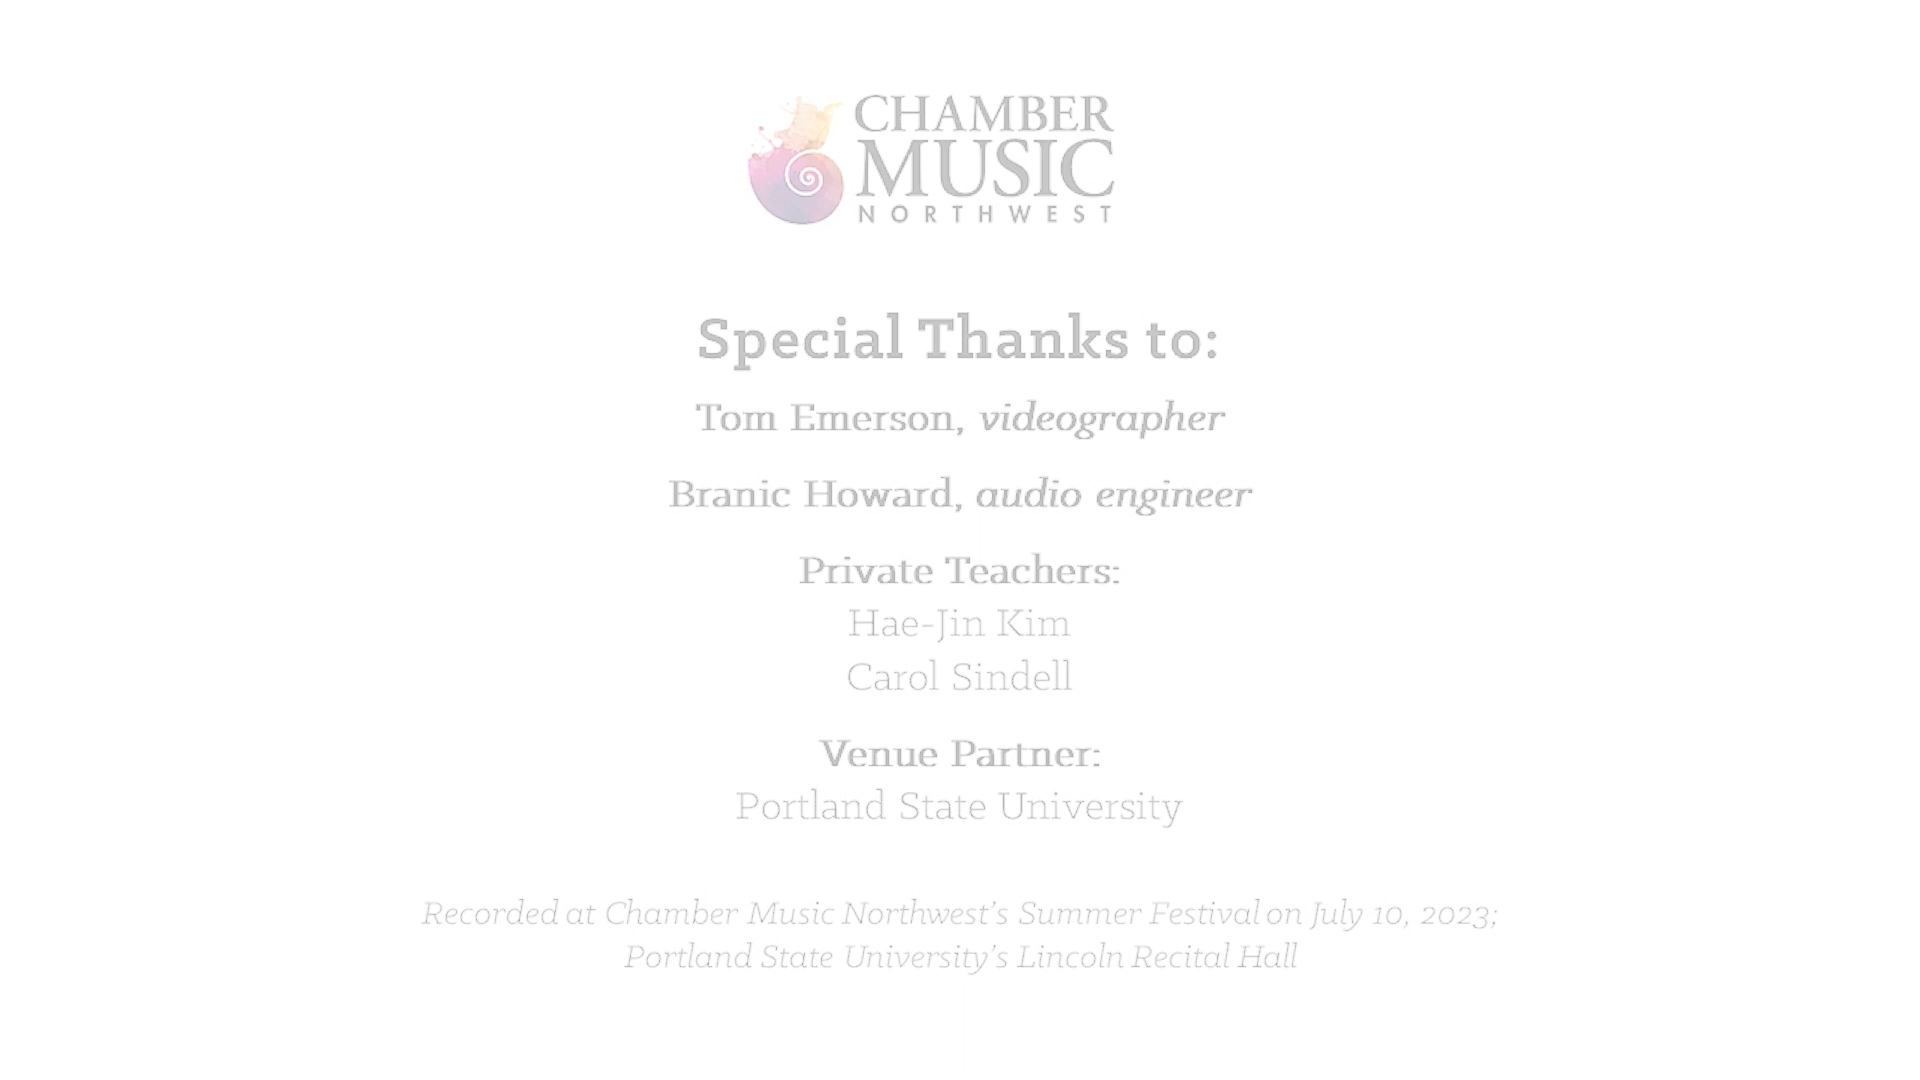 CHAMBER
MUSIC
NORTHWEST
Special Thanks to:
Tom Emerson, videographer
Branic Howard, audio engineer
Private Teachers:
Hae-Jin Kim
Carol Sindell
Venue Partner:
Portland State University
Recorded at Chamber Music Northwest's Summer Festival on July 10, 2023;
Portland State University's Lincoln Recital Hall